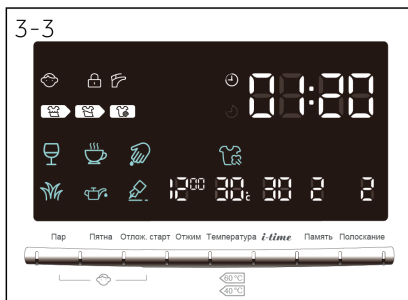 3-3
01:20
12 00 30 °c 30 2 2
Пар Пятна Отлож. старт Отжим Температура i-time Память Полоскание
60 °C
40 °C